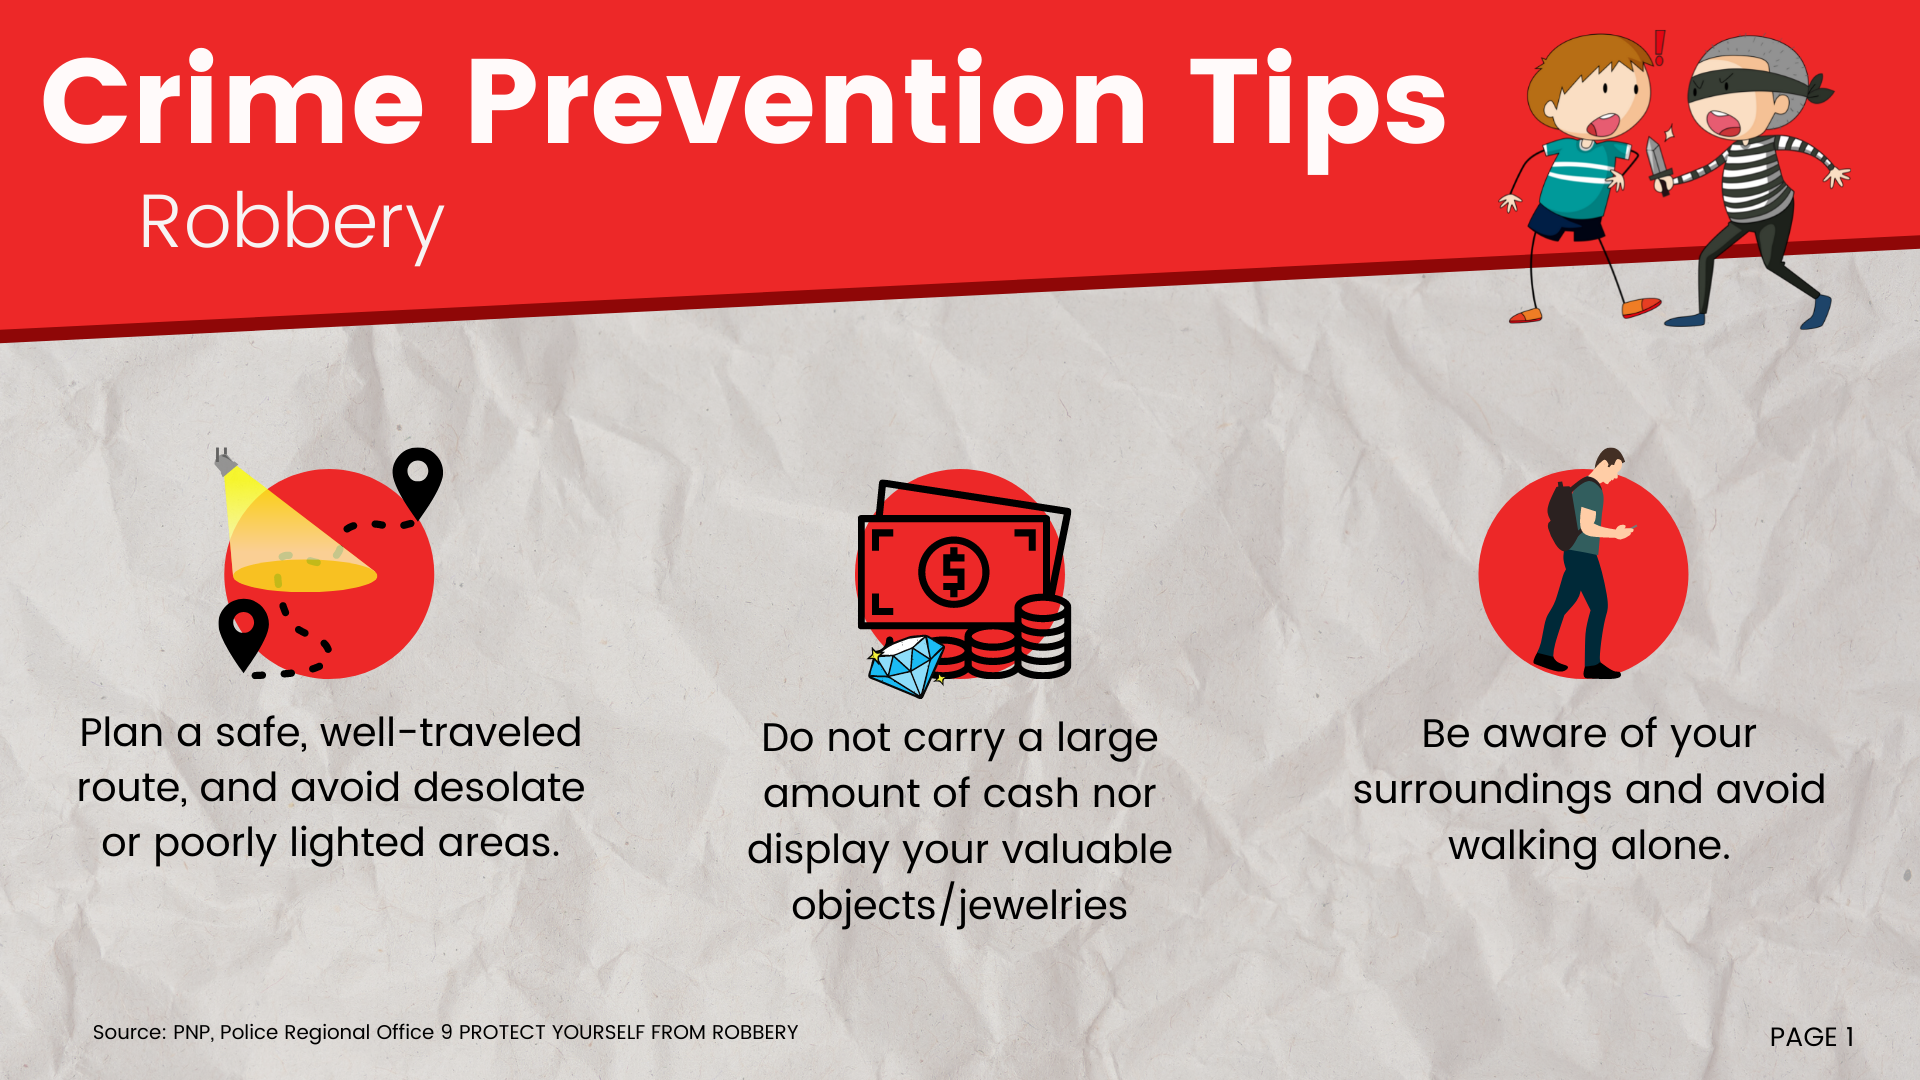 Crime Prevention Tips
Robbery
!
Plan a safe, well-traveled
route, and avoid desolate
or poorly lighted areas.
$
Do not carry a large
amount of cash nor
display your valuable
objects/jewelries
Be aware of your
surroundings and avoid
walking alone.
Source: PNP, Police Regional Office 9 PROTECT YOURSELF FROM ROBBERY
PAGE 1